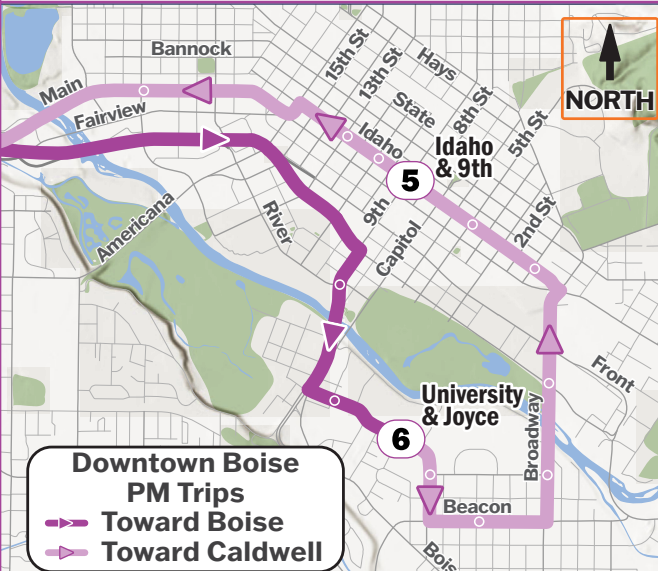 Bannock
15th St
13th St
Hays
Main
Fairview
State
8th St
5th St
NORTH
Idaho
Idaho
& 9th
5
9th
Capitol
2nd St
Americana
River
Front
University
& Joyce
6
Broadway
Beacon
Bois
Downtown Boise
PM Trips
Toward Boise
Toward Caldwell